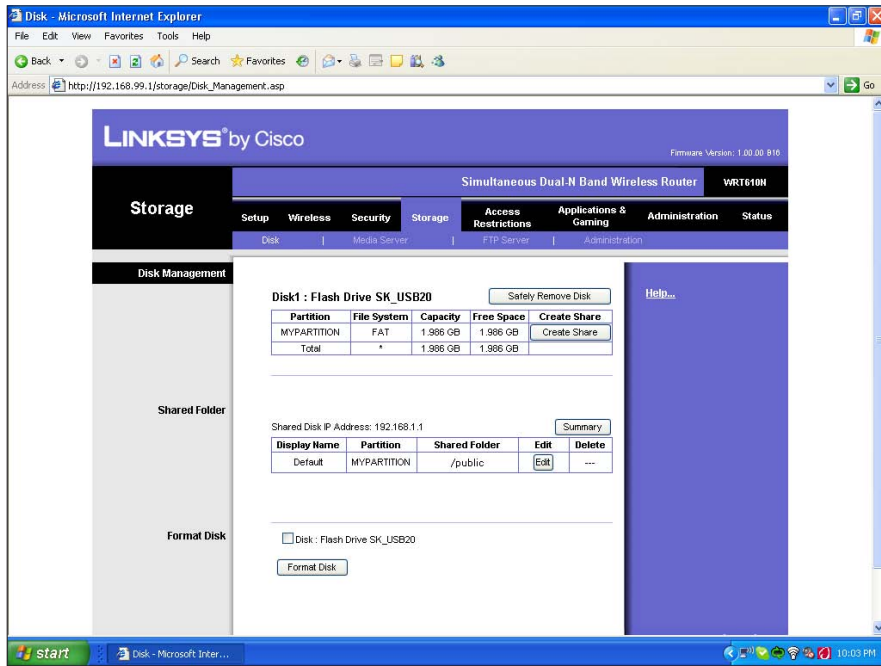 Disk - Microsoft Internet Explorer
File Edit View Favorites Tools Help
Back Search Favorites
Address http://192.168.99.1/storage/Disk_Management.asp Go
LINKSYS® by Cisco
Firmware Version: 1.00.00 B16
Simultaneous Dual-N Band Wireless Router WRT610N
Storage
Setup Wireless Security Storage Access Restrictions Applications & Gaming Administration Status
Disk | Media Server | FTP Server | Administration
Disk Management
Help...
Disk1 : Flash Drive SK_USB20 Safely Remove Disk
Partition File System Capacity Free Space Create Share
MYPARTITION FAT 1.986 GB 1.986 GB Create Share
Total * 1.986 GB 1.986 GB
Shared Folder
Shared Disk IP Address: 192.168.1.1 Summary
Display Name Partition Shared Folder Edit Delete
Default MYPARTITION /public Edit ---
Format Disk
Disk : Flash Drive SK_USB20
Format Disk
start Disk - Microsoft Inter... 10:03 PM